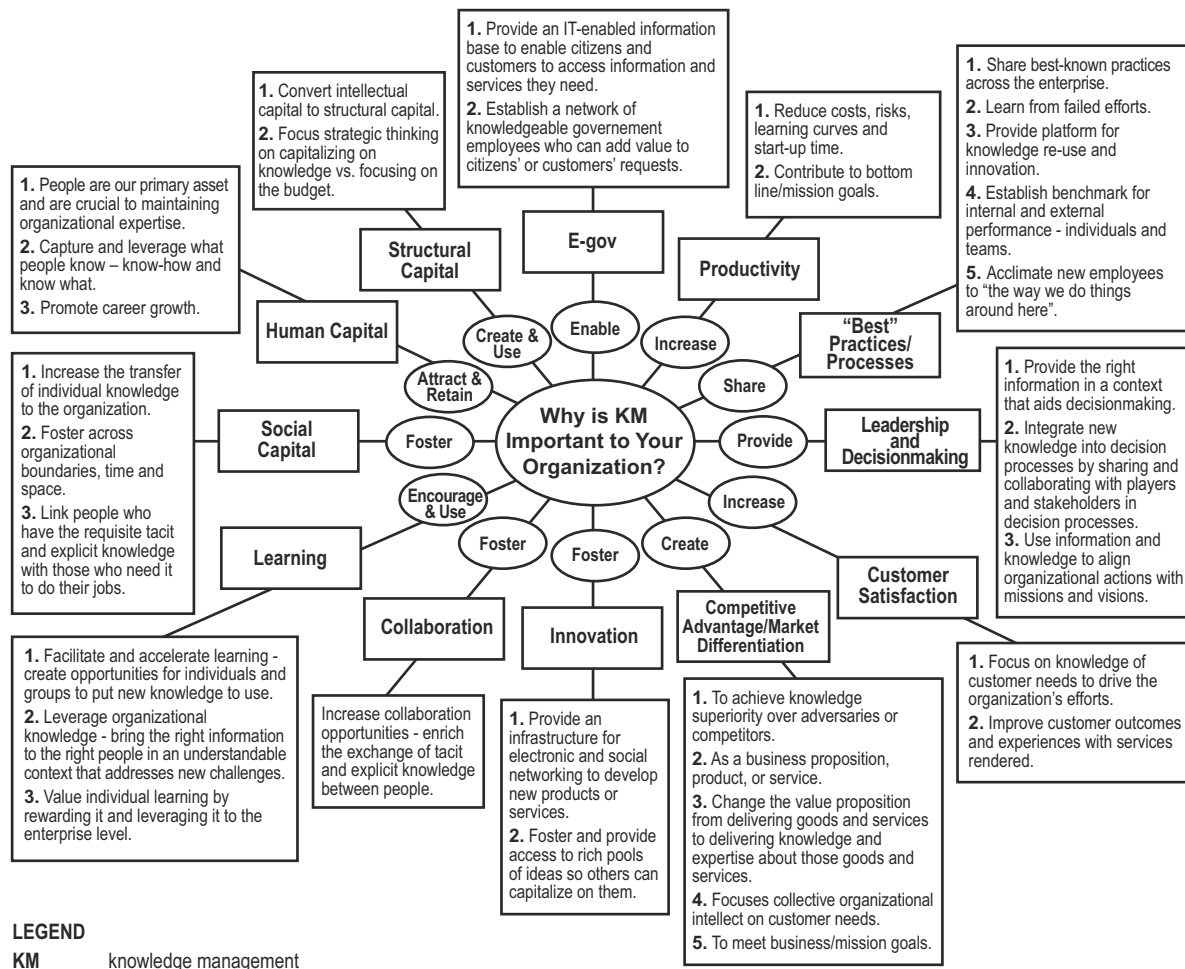 1. Provide an IT-enabled information
base to enable citizens and
customers to access information and
services they need.
2. Establish a network of
knowledgeable governement
employees who can add value to
citizens' or customers' requests.
1. Convert intellectual
capital to structural capital.
2. Focus strategic thinking
on capitalizing on
knowledge vs. focusing on
the budget.
1. Reduce costs, risks,
learning curves and
start-up time.
2. Contribute to bottom
line/mission goals.
1. Share best-known practices
across the enterprise.
2. Learn from failed efforts.
3. Provide platform for
knowledge re-use and
innovation.
4. Establish benchmark for
internal and external
performance - individuals and
teams.
5. Acclimate new employees
to “the way we do things
around here”.
1. People are our primary asset
and are crucial to maintaining
organizational expertise.
2. Capture and leverage what
people know – know-how and
know what.
3. Promote career growth.
Structural
Capital
E-gov
Productivity
Human Capital
“Best”
Practices/
Processes
Create &
Use
Enable
Increase
Attract &
Retain
Share
1. Increase the transfer
of individual knowledge
to the organization.
2. Foster across
organizational
boundaries, time and
space.
3. Link people who
have the requisite tacit
and explicit knowledge
with those who need it
to do their jobs.
Social
Capital
Foster
Why is KM
Important to Your
Organization?
Provide
Leadership
and
Decisionmaking
1. Provide the right
information in a context
that aids decisionmaking.
2. Integrate new
knowledge into decision
processes by sharing and
collaborating with players
and stakeholders in
decision processes.
3. Use information and
knowledge to align
organizational actions with
missions and visions.
Encourage
& Use
Foster
Foster
Create
Increase
Learning
Collaboration
Innovation
Competitive
Advantage/Market
Differentiation
Customer
Satisfaction
1. Facilitate and accelerate learning -
create opportunities for individuals and
groups to put new knowledge to use.
2. Leverage organizational
knowledge - bring the right information
to the right people in an understandable
context that addresses new challenges.
3. Value individual learning by
rewarding it and leveraging it to the
enterprise level.
Increase collaboration
opportunities - enrich
the exchange of tacit
and explicit knowledge
between people.
1. Provide an
infrastructure for
electronic and social
networking to develop
new products or
services.
2. Foster and provide
access to rich pools
of ideas so others can
capitalize on them.
1. To achieve knowledge
superiority over adversaries or
competitors.
2. As a business proposition,
product, or service.
3. Change the value proposition
from delivering goods and services
to delivering knowledge and
expertise about those goods and
services.
4. Focuses collective organizational
intellect on customer needs.
5. To meet business/mission goals.
1. Focus on knowledge of
customer needs to drive the
organization's efforts.
2. Improve customer outcomes
and experiences with services
rendered.
LEGEND
KM knowledge management